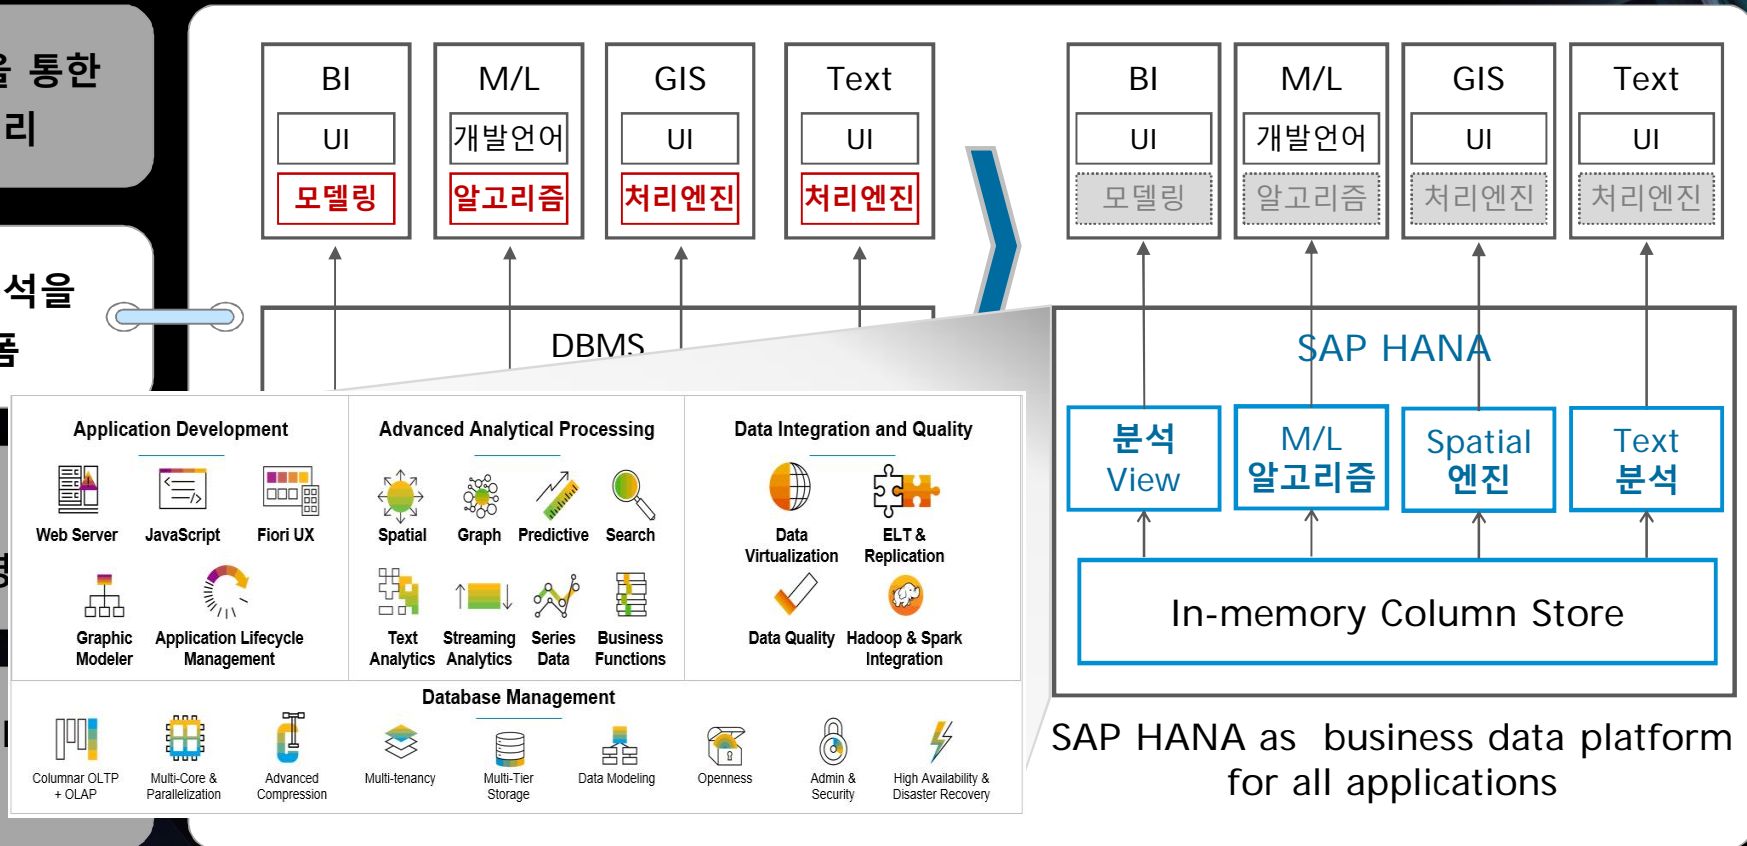 을 통한
리
석을
BI
UI
모델링
M/L
개발언어
알고리즘
GIS
UI
처리엔진
Text
UI
처리엔진
DBMS
BI
UI
모델링
M/L
개발언어
알고리즘
GIS
UI
처리엔진
Text
UI
처리엔진
SAP HANA
분석
View
M/L
알고리즘
Spatial
엔진
Text
분석
In-memory Column Store
SAP HANA as business data platform
for all applications
Application Development
Web Server
JavaScript
Fiori UX
Graphic
Modeler
Application Lifecycle
Management
Advanced Analytical Processing
Spatial
Graph
Predictive
Search
Text
Analytics
Streaming
Analytics
Series
Data
Business
Functions
Data Integration and Quality
Data
Virtualization
ELT &
Replication
Data Quality
Hadoop & Spark
Integration
Database Management
Columnar OLTP
+ OLAP
Multi-Core &
Parallelization
Advanced
Compression
Multi-tenancy
Multi-Tier
Storage
Data Modeling
Openness
Admin &
Security
High Availability &
Disaster Recovery